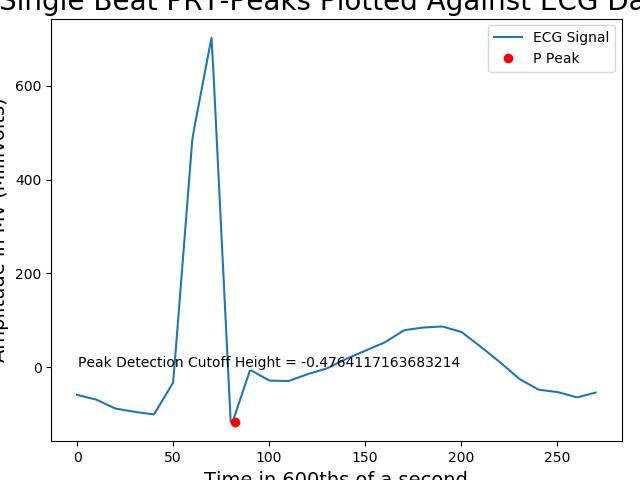 Single Beat PRT-Peaks Plotted Against ECG Da
ECG Signal
P Peak
Amplitude in MV (Millivolts)
600
400
200
0
Peak Detection Cutoff Height = -0.4764117163683214
0 50 100 150 200 250
Time in 600ths of a second